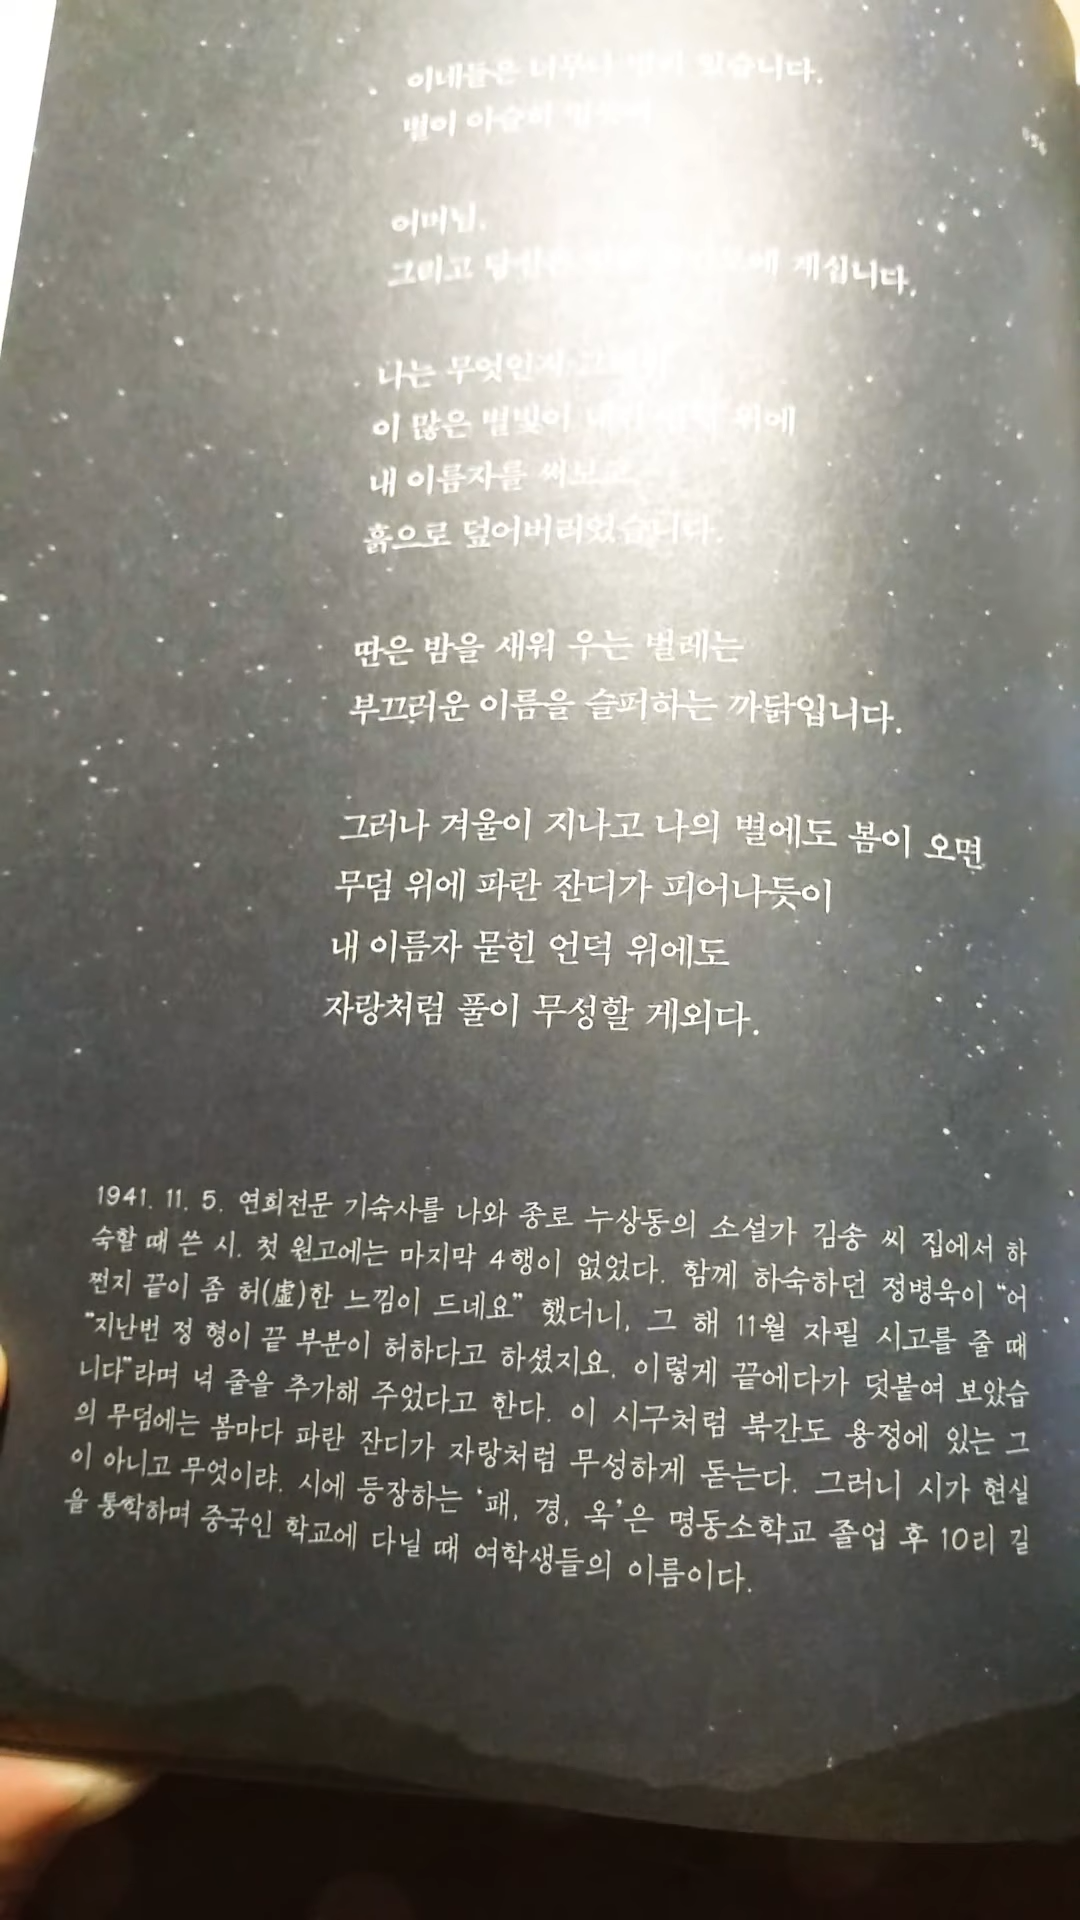 이네들은 너무나 멀리 있습니다.
별이 아슬히
어머님,
그리고 당신은 계십니다.
나는 무엇인지
이 많은 별빛이 위에
내 이름자를 써보고
흙으로 덮어버리었습니다.
딴은 밤을 새워 우는 벌레는
부끄러운 이름을 슬퍼하는 까닭입니다.
그러나 겨울이 지나고 나의 별에도 봄이 오면
무덤 위에 파란 잔디가 피어나듯이
내 이름자 묻힌 언덕 위에도
자랑처럼 풀이 무성할 게외다.
1941. 11. 5. 연희전문 기숙사를 나와 종로 누상동의 소설가 김송 씨 집에서 하
숙할 때 쓴 시. 첫 원고에는 마지막 4행이 없었다. 함께 하숙하던 정병욱이 “어
쩐지 끝이 좀 허(虛)한 느낌이 드네요” 했더니, 그 해 11월 자필 시고를 줄 때
“지난번 정 형이 끝 부분이 허하다고 하셨지요. 이렇게 끝에다가 덧붙여 보았습
니다”라며 넉 줄을 추가해 주었다고 한다. 이 시구처럼 북간도 용정에 있는 그
의 무덤에는 봄마다 파란 잔디가 자랑처럼 무성하게 돋는다. 그러니 시가 현실
이 아니고 무엇이랴. 시에 등장하는 ‘패, 경, 옥’은 명동소학교 졸업 후 10리 길
을 통학하며 중국인 학교에 다닐 때 여학생들의 이름이다.